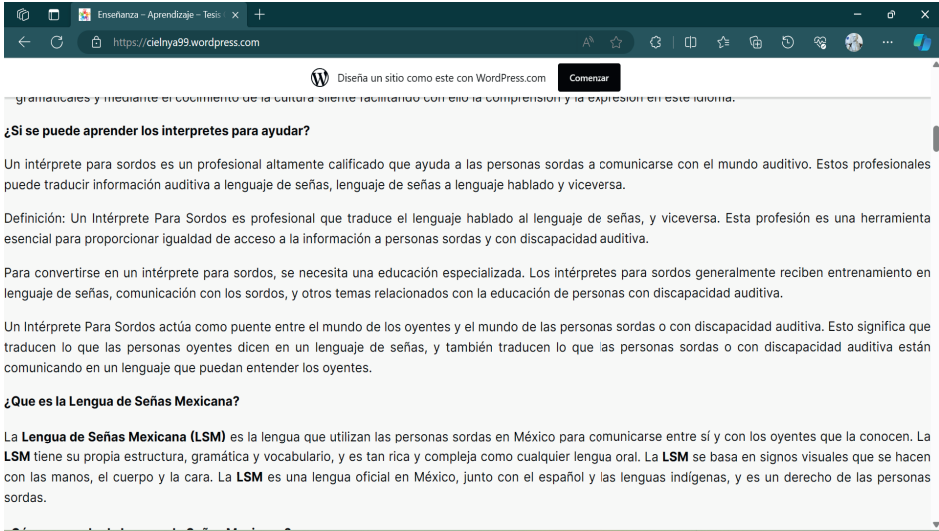 Enseñanza – Aprendizaje – Tesis
https://cielnya99.wordpress.com
Diseña un sitio como este con WordPress.com
Comenzar
gramaticales y mediante el cocimiento de la cultura silente facilitando con ello la comprensión y la expresión en este idioma.
¿Si se puede aprender los interpretes para ayudar?
Un intérprete para sordos es un profesional altamente calificado que ayuda a las personas sordas a comunicarse con el mundo auditivo. Estos profesionales
puede traducir información auditiva a lenguaje de señas, lenguaje de señas a lenguaje hablado y viceversa.
Definición: Un Intérprete Para Sordos es profesional que traduce el lenguaje hablado al lenguaje de señas, y viceversa. Esta profesión es una herramienta
esencial para proporcionar igualdad de acceso a la información a personas sordas y con discapacidad auditiva.
Para convertirse en un intérprete para sordos, se necesita una educación especializada. Los intérpretes para sordos generalmente reciben entrenamiento en
lenguaje de señas, comunicación con los sordos, y otros temas relacionados con la educación de personas con discapacidad auditiva.
Un Intérprete Para Sordos actúa como puente entre el mundo de los oyentes y el mundo de las personas sordas o con discapacidad auditiva. Esto significa que
traducen lo que las personas oyentes dicen en un lenguaje de señas, y también traducen lo que las personas sordas o con discapacidad auditiva están
comunicando en un lenguaje que puedan entender los oyentes.
¿Que es la Lengua de Señas Mexicana?
La Lengua de Señas Mexicana (LSM) es la lengua que utilizan las personas sordas en México para comunicarse entre sí y con los oyentes que la conocen. La
LSM tiene su propia estructura, gramática y vocabulario, y es tan rica y compleja como cualquier lengua oral. La LSM se basa en signos visuales que se hacen
con las manos, el cuerpo y la cara. La LSM es una lengua oficial en México, junto con el español y las lenguas indígenas, y es un derecho de las personas
sordas.